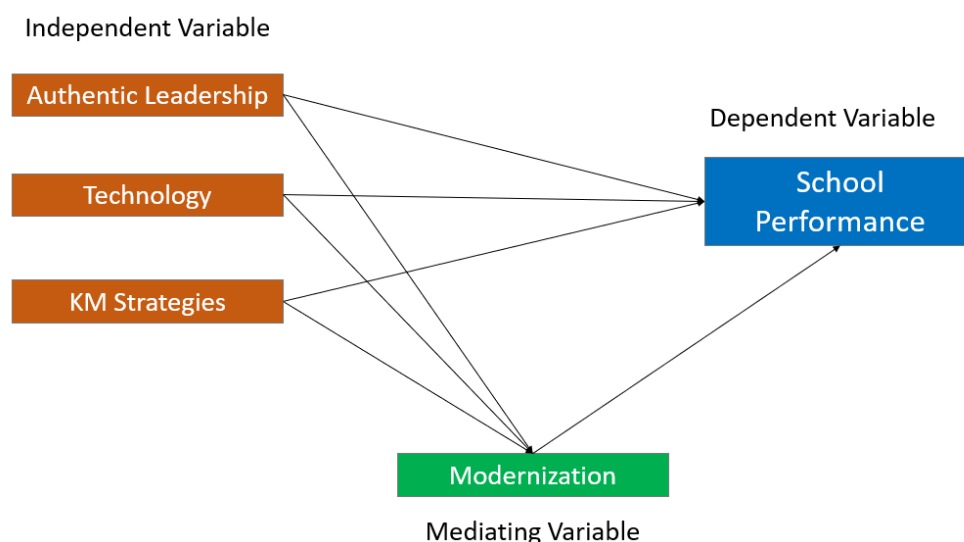 Independent Variable
Authentic Leadership
Technology
KM Strategies
Dependent Variable
School
Performance
Modernization
Mediating Variable